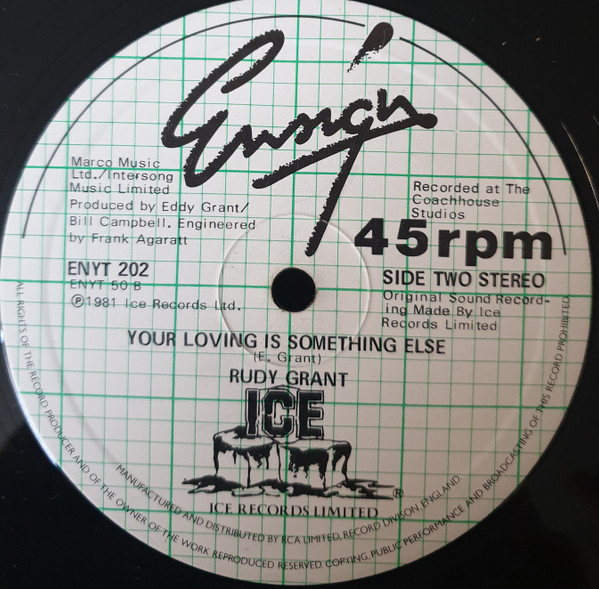 Ensign
Marco Music
Ltd./Intersong
Music Limited
Produced by Eddy Grant/
Bill Campbell. Engineered
by Frank Agaratt
ENYT 202
ENYT 50 B
℗1981 Ice Records Ltd.
Recorded at The
Coachhouse
Studios
45rpm
SIDE TWO STEREO
Original Sound Record-
ing Made By Ice
Records Limited
YOUR LOVING IS SOMETHING ELSE
(E. Grant)
RUDY GRANT
ICE
®
ICE RECORDS LIMITED
MANUFACTURED AND DISTRIBUTED BY RCA LIMITED, RECORD DIVISON, ENGLAND
ALL RIGHTS OF THE RECORD PRODUCER AND OF THE OWNER OF THE WORK REPRODUCED RESERVED. COPYING, PUBLIC PERFORMANCE AND BROADCASTING OF THIS RECORD PROHIBITED.